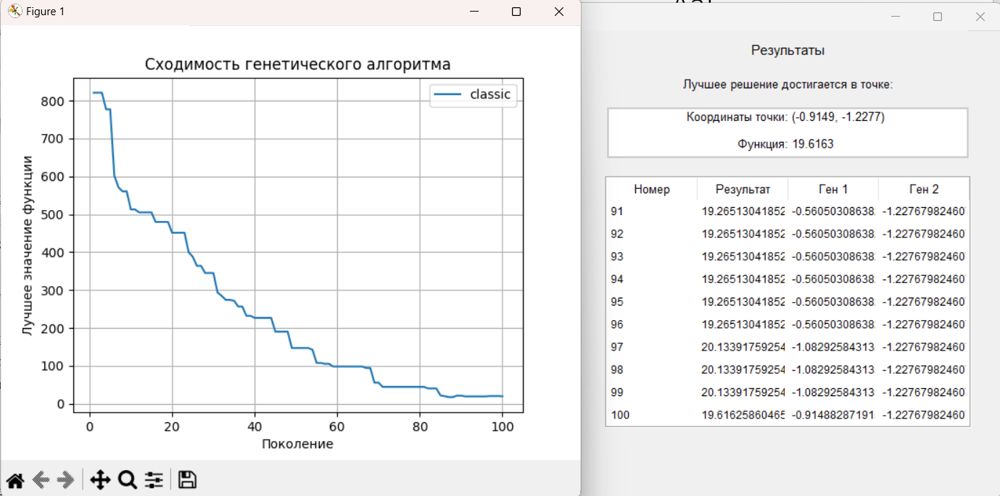 Figure 1
Сходимость генетического алгоритма
classic
Лучшее значение функции
800
700
600
500
400
300
200
100
0
0 20 40 60 80 100
Поколение
Результаты
Лучшее решение достигается в точке:
Координаты точки: (-0.9149, -1.2277)
Функция: 19.6163
Номер Результат Ген 1 Ген 2
91 19.26513041852 -0.56050308638 -1.22767982460
92 19.26513041852 -0.56050308638 -1.22767982460
93 19.26513041852 -0.56050308638 -1.22767982460
94 19.26513041852 -0.56050308638 -1.22767982460
95 19.26513041852 -0.56050308638 -1.22767982460
96 19.26513041852 -0.56050308638 -1.22767982460
97 20.13391759254 -1.08292584313 -1.22767982460
98 20.13391759254 -1.08292584313 -1.22767982460
99 20.13391759254 -1.08292584313 -1.22767982460
100 19.61625860465 -0.91488287191 -1.22767982460